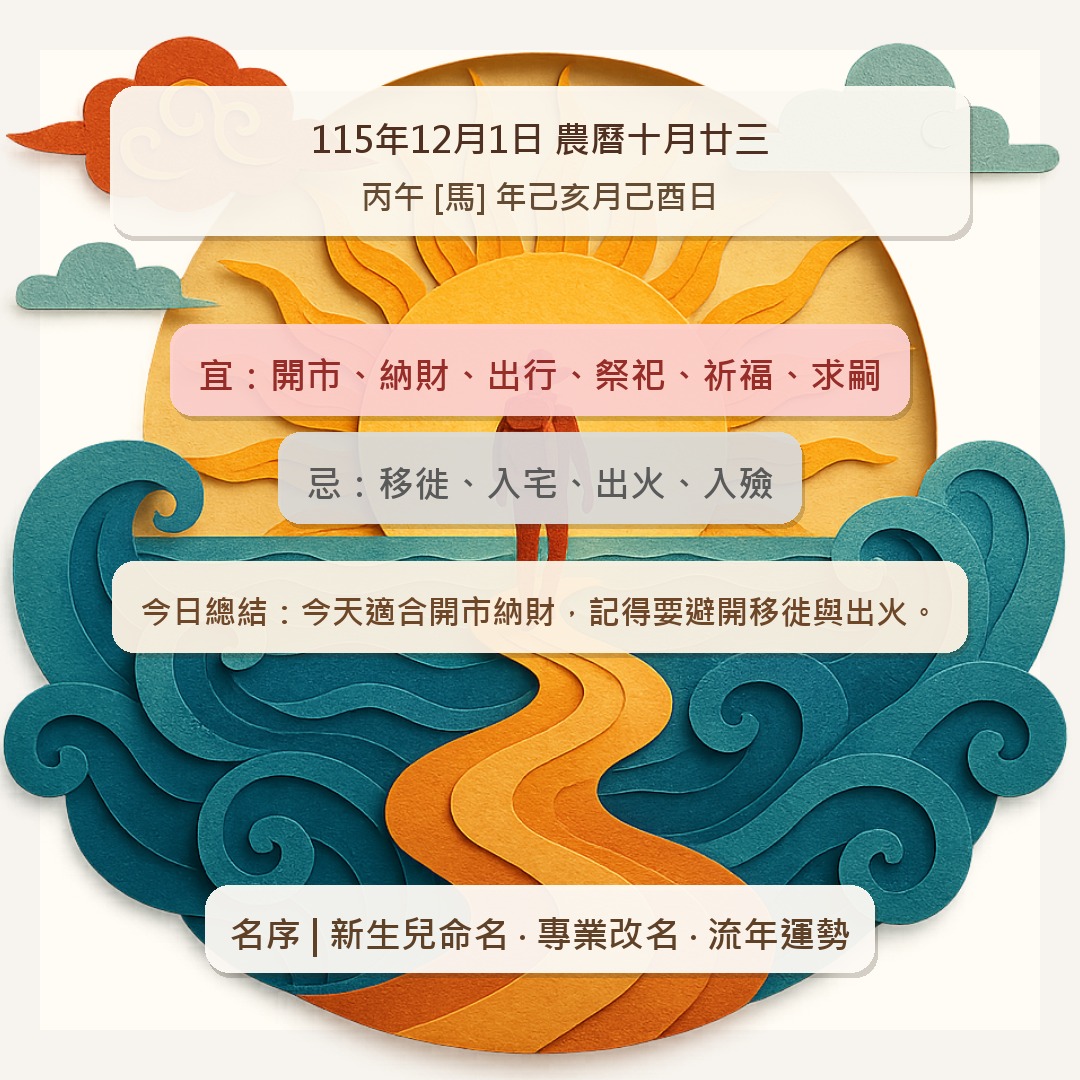 115年12月1日 農曆十月廿三
丙午 [馬] 年己亥月己酉日
宜：開市、納財、出行、祭祀、祈福、求嗣
忌：移徙、入宅、出火、入殮
今日總結：今天適合開市納財，記得要避開移徙與出火。
名序 | 新生兒命名 · 專業改名 · 流年運勢